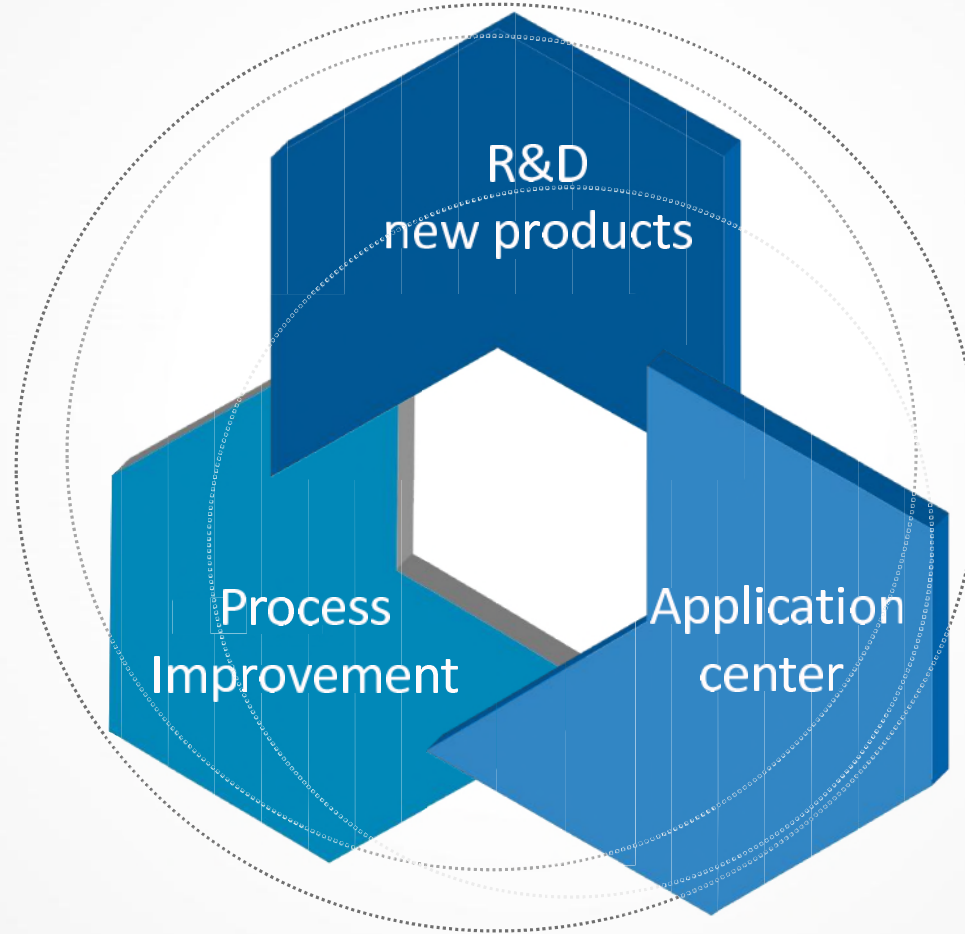 R&D
new products
Process
Improvement
Application
center